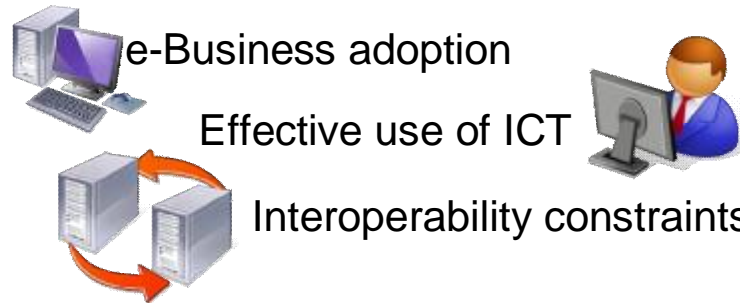 e-Business adoption
Effective use of ICT
Interoperability constraints